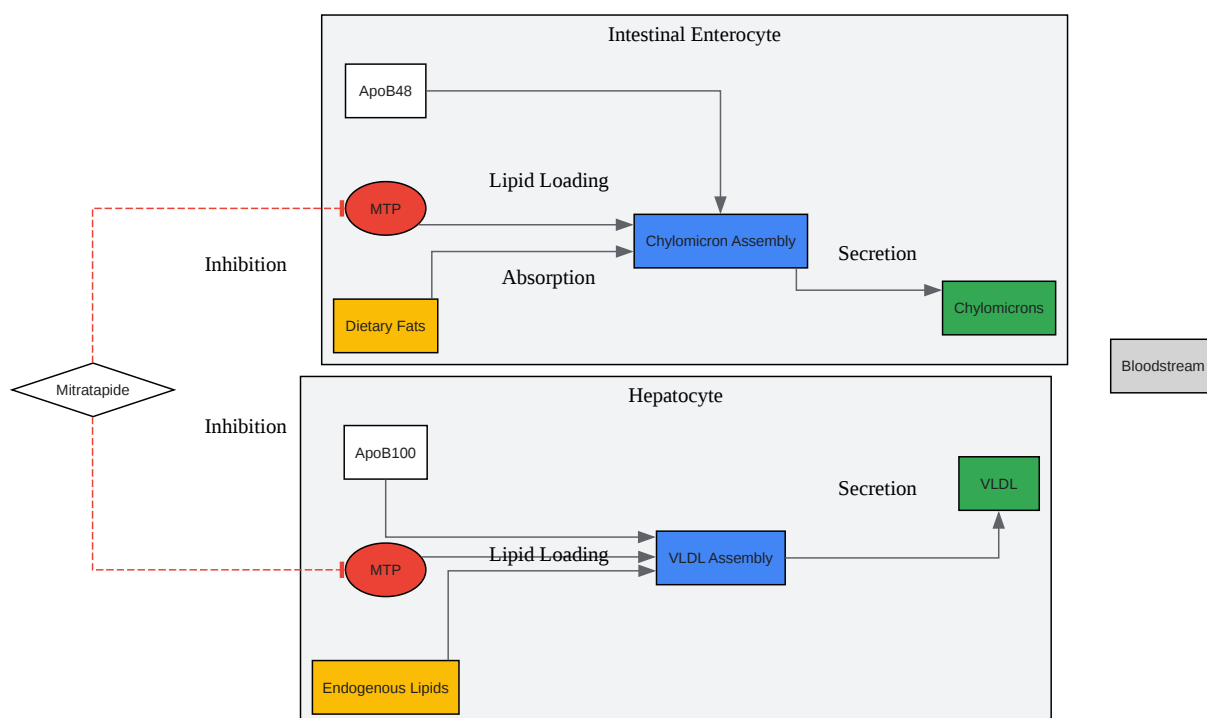 Intestinal Enterocyte
ApoB48
Lipid Loading
MTP
Chylomicron Assembly
Secretion
Inhibition
Absorption
Chylomicrons
Dietary Fats
Bloodstream
Mitratapide
Hepatocyte
Inhibition
ApoB100
Secretion
VLDL
Lipid Loading
VLDL Assembly
MTP
Endogenous Lipids